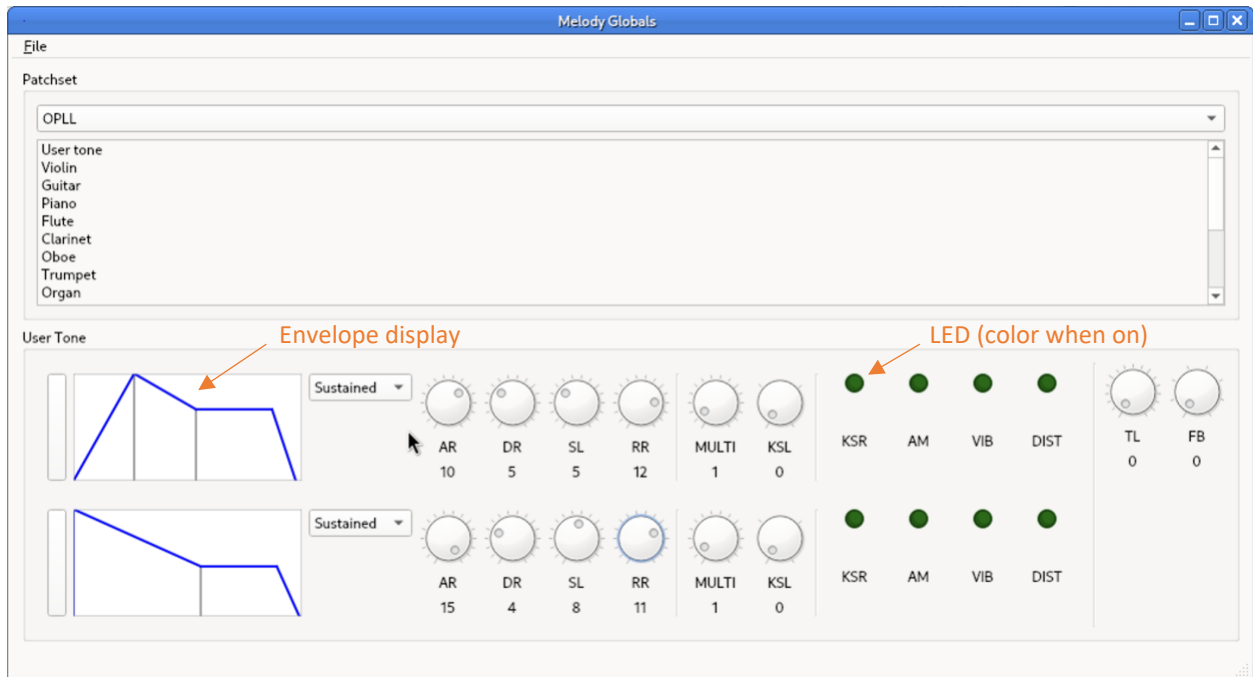 Melody Globals
File
Patchset
OPLL
User tone
Violin
Guitar
Piano
Flute
Clarinet
Oboe
Trumpet
Organ
User Tone
Envelope display
LED (color when on)
Sustained
AR DR SL RR MULTI KSL KSR AM VIB DIST TL FB
10 5 5 12 1 0 0 0
Sustained
AR DR SL RR MULTI KSL KSR AM VIB DIST
15 4 8 11 1 0